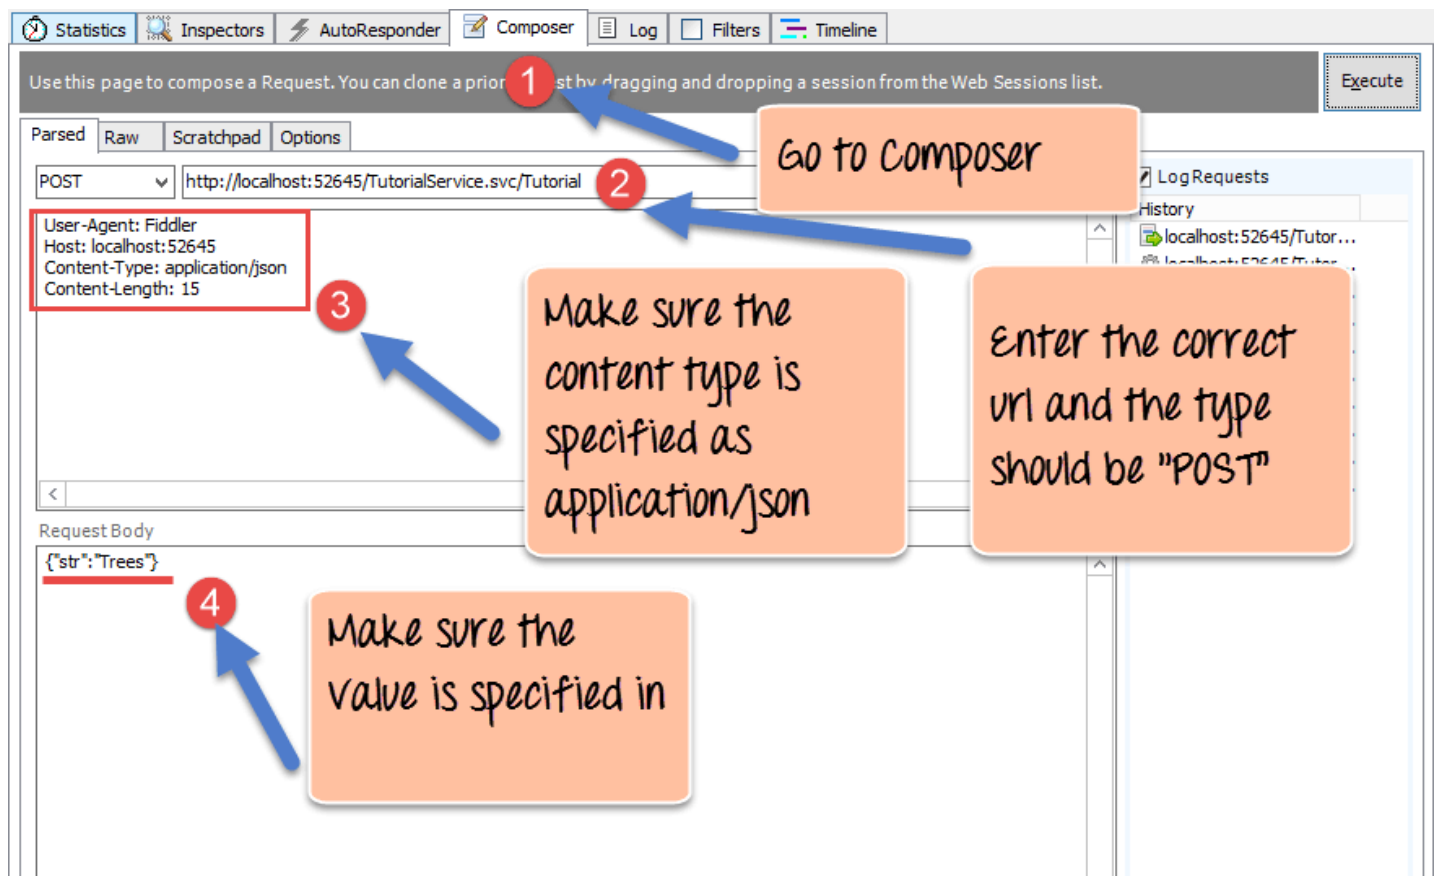 Statistics Inspectors AutoResponder Composer Log Filters Timeline
Use this page to compose a Request. You can clone a prior 1 st by dragging and dropping a session from the Web Sessions list.
Execute
Parsed Raw Scratchpad Options
Go to Composer
POST http://localhost:52645/TutorialService.svc/Tutorial 2
Log Requests
History
localhost:52645/Tutor...
User-Agent: Fiddler
Host: localhost:52645
Content-Type: application/json
Content-Length: 15
3
Make sure the
content type is
specified as
application/json
Enter the correct
url and the type
should be "POST"
Request Body
{"str":"Trees"}
4
Make sure the
value is specified in